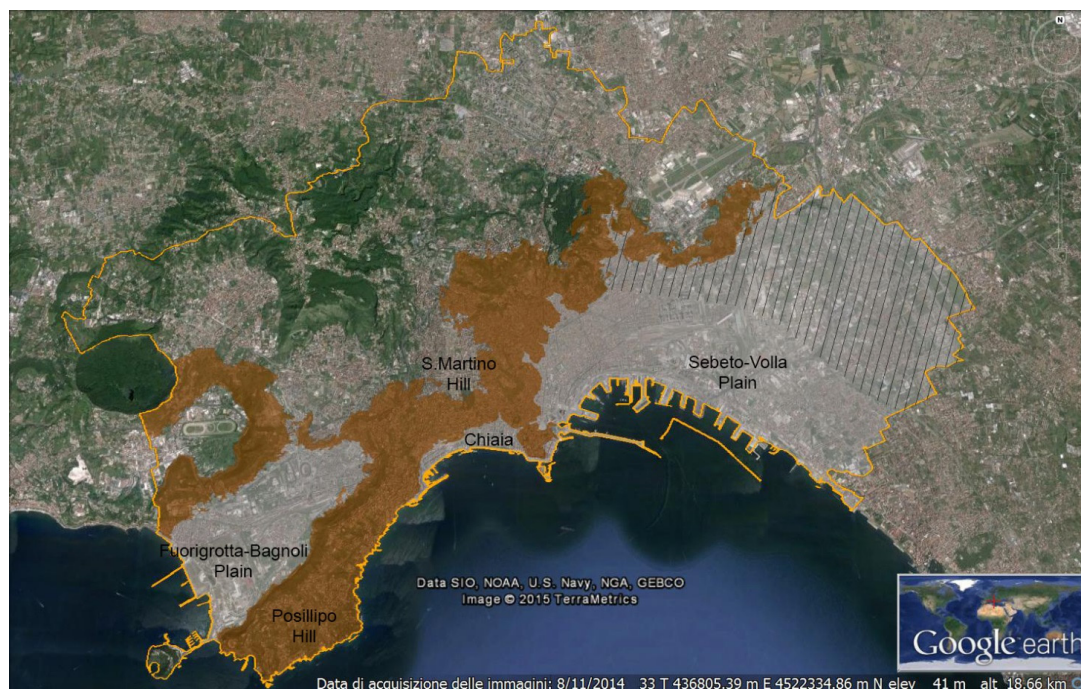 N
S.Martino
Hill
Sebeto-Volla
Plain
Chiaia
Fuorigrotta-Bagnoli
Plain
Posillipo
Hill
Data SIO, NOAA, U.S. Navy, NGA, GEBCO
Image © 2015 TerraMetrics
Google earth
Data di acquisizione delle immagini: 8/11/2014 33 T 436805.39 m E 4522334.86 m N elev 41 m alt 18.66 km